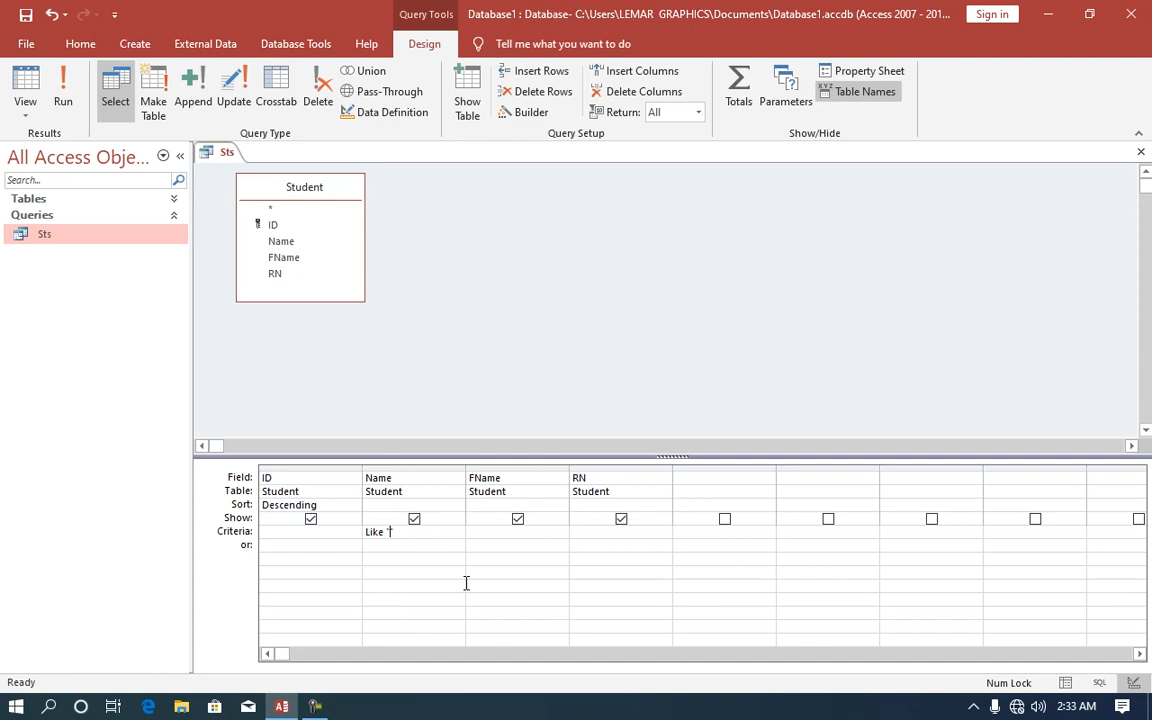 Query Tools
Database1 : Database- C:\Users\LEMAR GRAPHICS\Documents\Database1.accdb (Access 2007 - 201...
Sign in
File Home Create External Data Database Tools Help Design Tell me what you want to do
View Run Select Make Table Append Update Crosstab Delete
Union
Pass-Through
Data Definition
Show Table
Insert Rows
Delete Rows
Builder
Insert Columns
Delete Columns
Return: All
Totals Parameters
Property Sheet
XYZ Table Names
Results Query Type Query Setup Show/Hide
All Access Obje...
Search...
Tables
Queries
Sts
Sts
Student
*
ID
Name
FName
RN
Field: ID Name FName RN
Table: Student Student Student Student
Sort: Descending
Show:
Criteria: Like '
or:
Ready
Num Lock SQL
2:33 AM